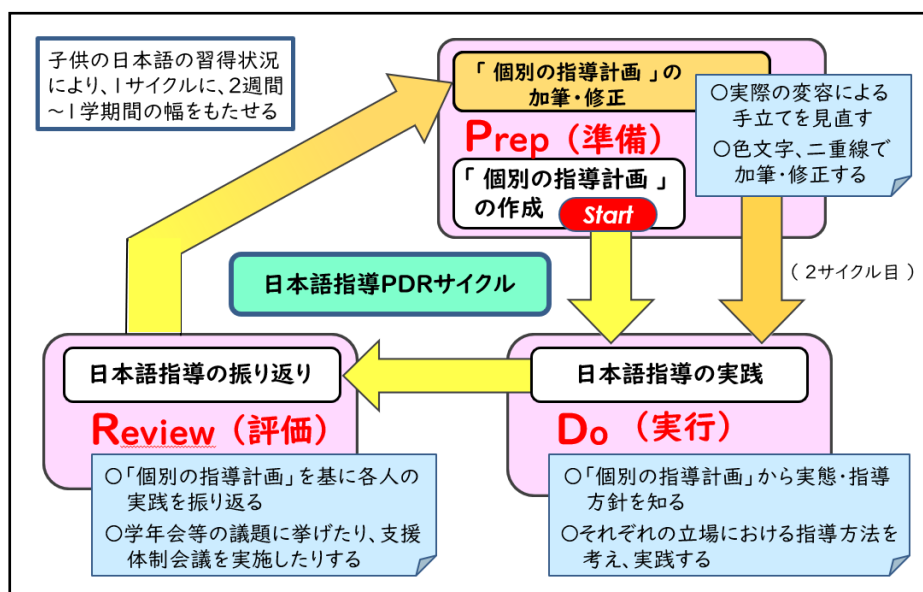 子供の日本語の習得状況
により、1サイクルに、2週間
～1学期間の幅をもたせる
「 個別の指導計画 」の
加筆・修正
Prep（準備）
「 個別の指導計画 」
の作成
Start
○実際の変容による
手立てを見直す
○色文字、二重線で
加筆・修正する
（ 2サイクル目 ）
日本語指導PDRサイクル
日本語指導の振り返り
Review（評価）
○「個別の指導計画」を基に各人の
実践を振り返る
○学年会等の議題に挙げたり、支援
体制会議を実施したりする
日本語指導の実践
Do（実行）
○「個別の指導計画」から実態・指導
方針を知る
○それぞれの立場における指導方法を
考え、実践する